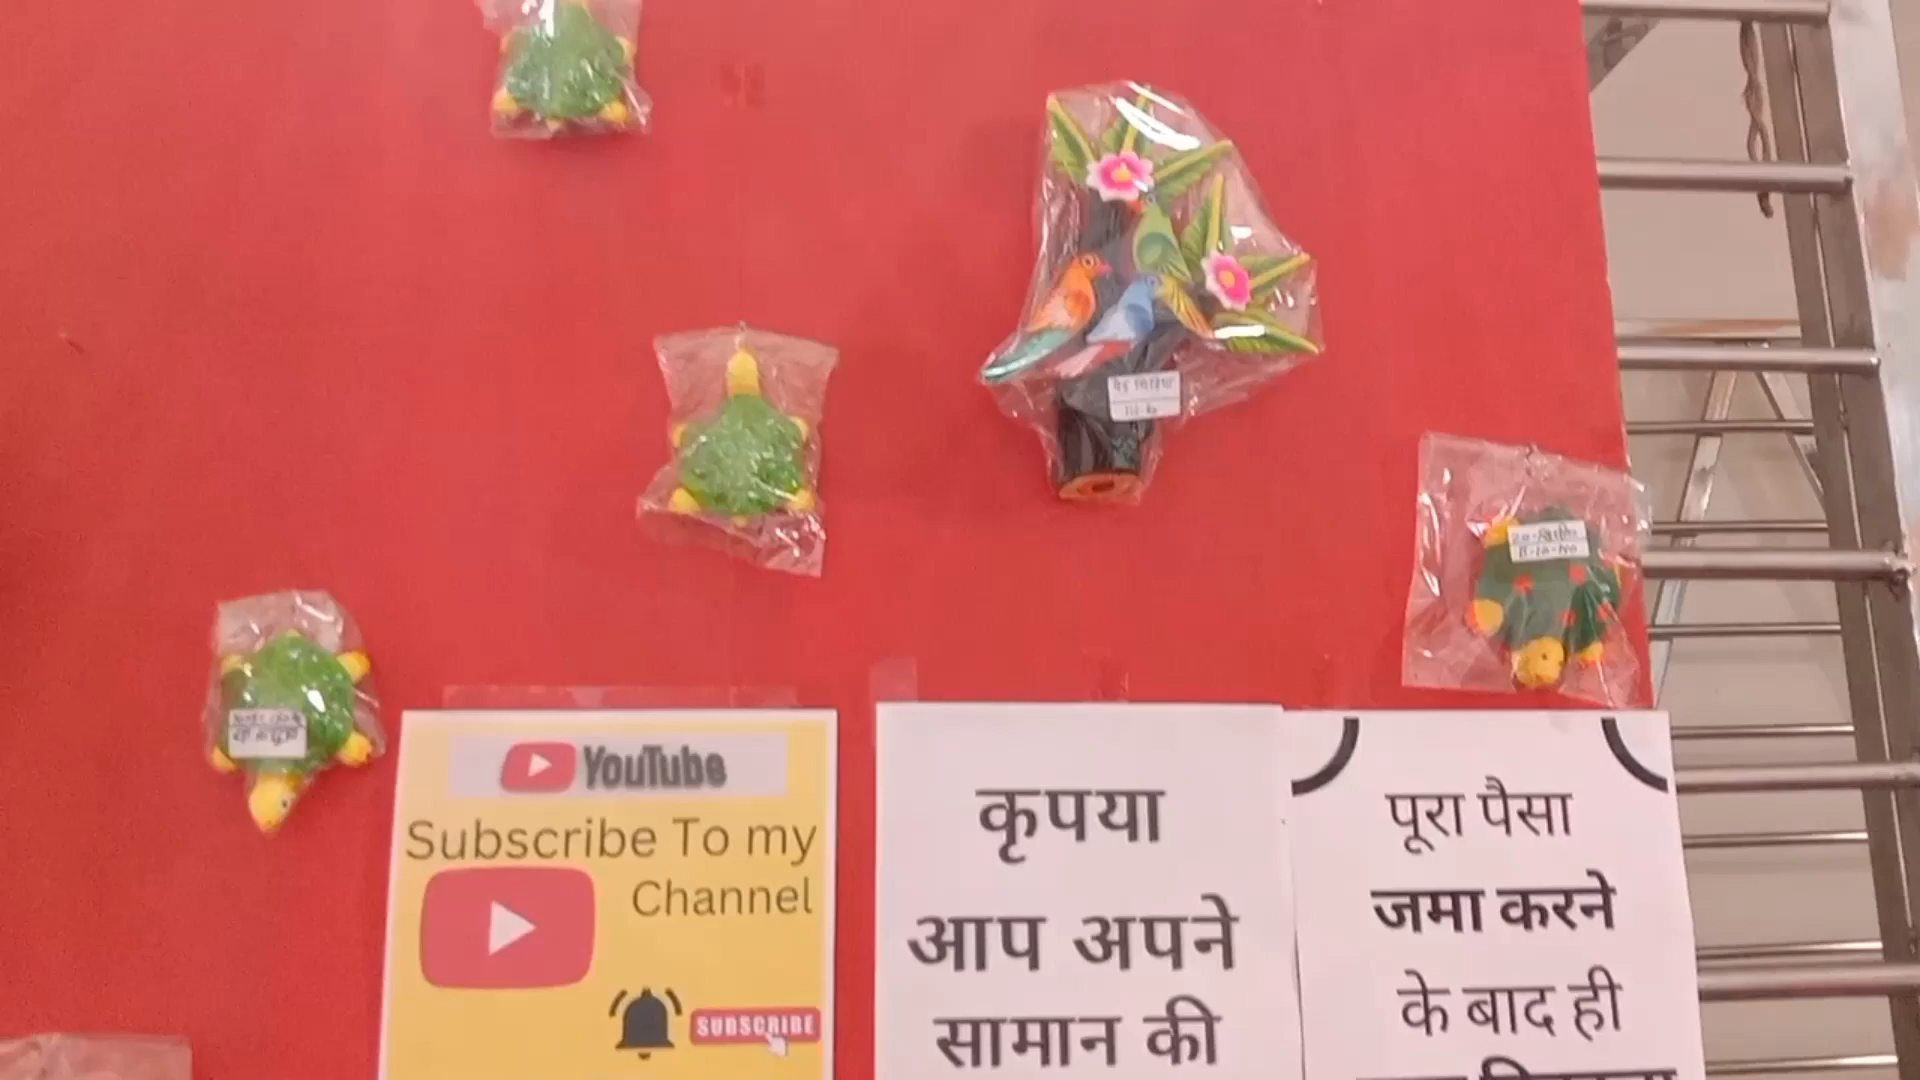 पेड़ चिड़िया
YouTube
Subscribe To my
Channel
SUBSCRIBE
कृपया
आप अपने
सामान की
पूरा पैसा
जमा करने
के बाद ही